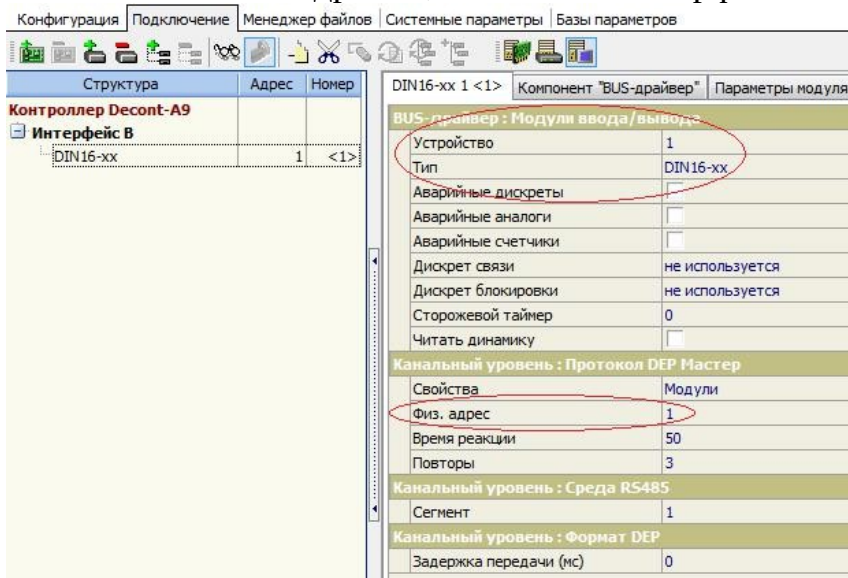 Конфигурация Подключение Менеджер файлов Системные параметры Базы параметров
Структура Адрес Номер
Контроллер Decont-A9
Интерфейс B
DIN16-xx 1 <1>
DIN16-xx 1 <1> Компонент "BUS-драйвер" Параметры модуля
BUS-драйвер : Модули ввода/вывода
Устройство 1
Тип DIN16-xx
Аварийные дискреты
Аварийные аналоги
Аварийные счетчики
Дискрет связи не используется
Дискрет блокировки не используется
Сторожевой таймер 0
Читать динамику
Канальный уровень : Протокол DEP Мастер
Свойства Модули
Физ. адрес 1
Время реакции 50
Повторы 3
Канальный уровень : Среда RS485
Сегмент 1
Канальный уровень : Формат DEP
Задержка передачи (мс) 0